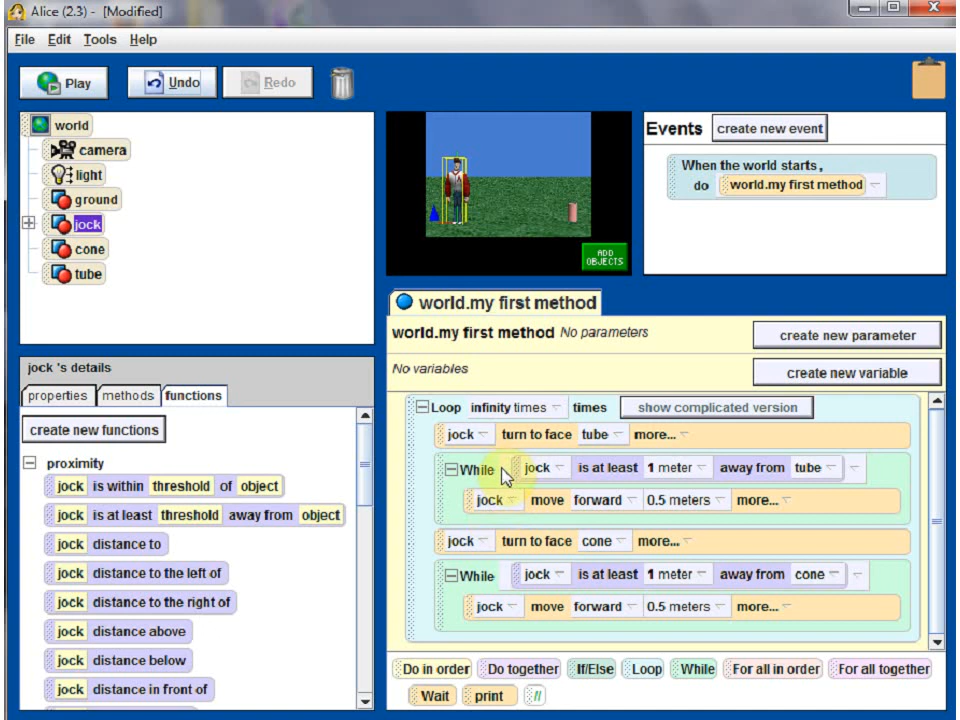 Alice (2.3) - [Modified]
File Edit Tools Help
Play Undo Redo
world
camera
light
ground
jock
cone
tube
ADD
OBJECTS
Events create new event
When the world starts,
do world.my first method
jock 's details
properties methods functions
create new functions
proximity
jock is within threshold of object
jock is at least threshold away from object
jock distance to
jock distance to the left of
jock distance to the right of
jock distance above
jock distance below
jock distance in front of
world.my first method
world.my first method No parameters create new parameter
No variables create new variable
Loop infinity times times show complicated version
jock turn to face tube more...
While jock is at least 1 meter away from tube
jock move forward 0.5 meters more...
jock turn to face cone more...
While jock is at least 1 meter away from cone
jock move forward 0.5 meters more...
Do in order Do together If/Else Loop While For all in order For all together
Wait print //